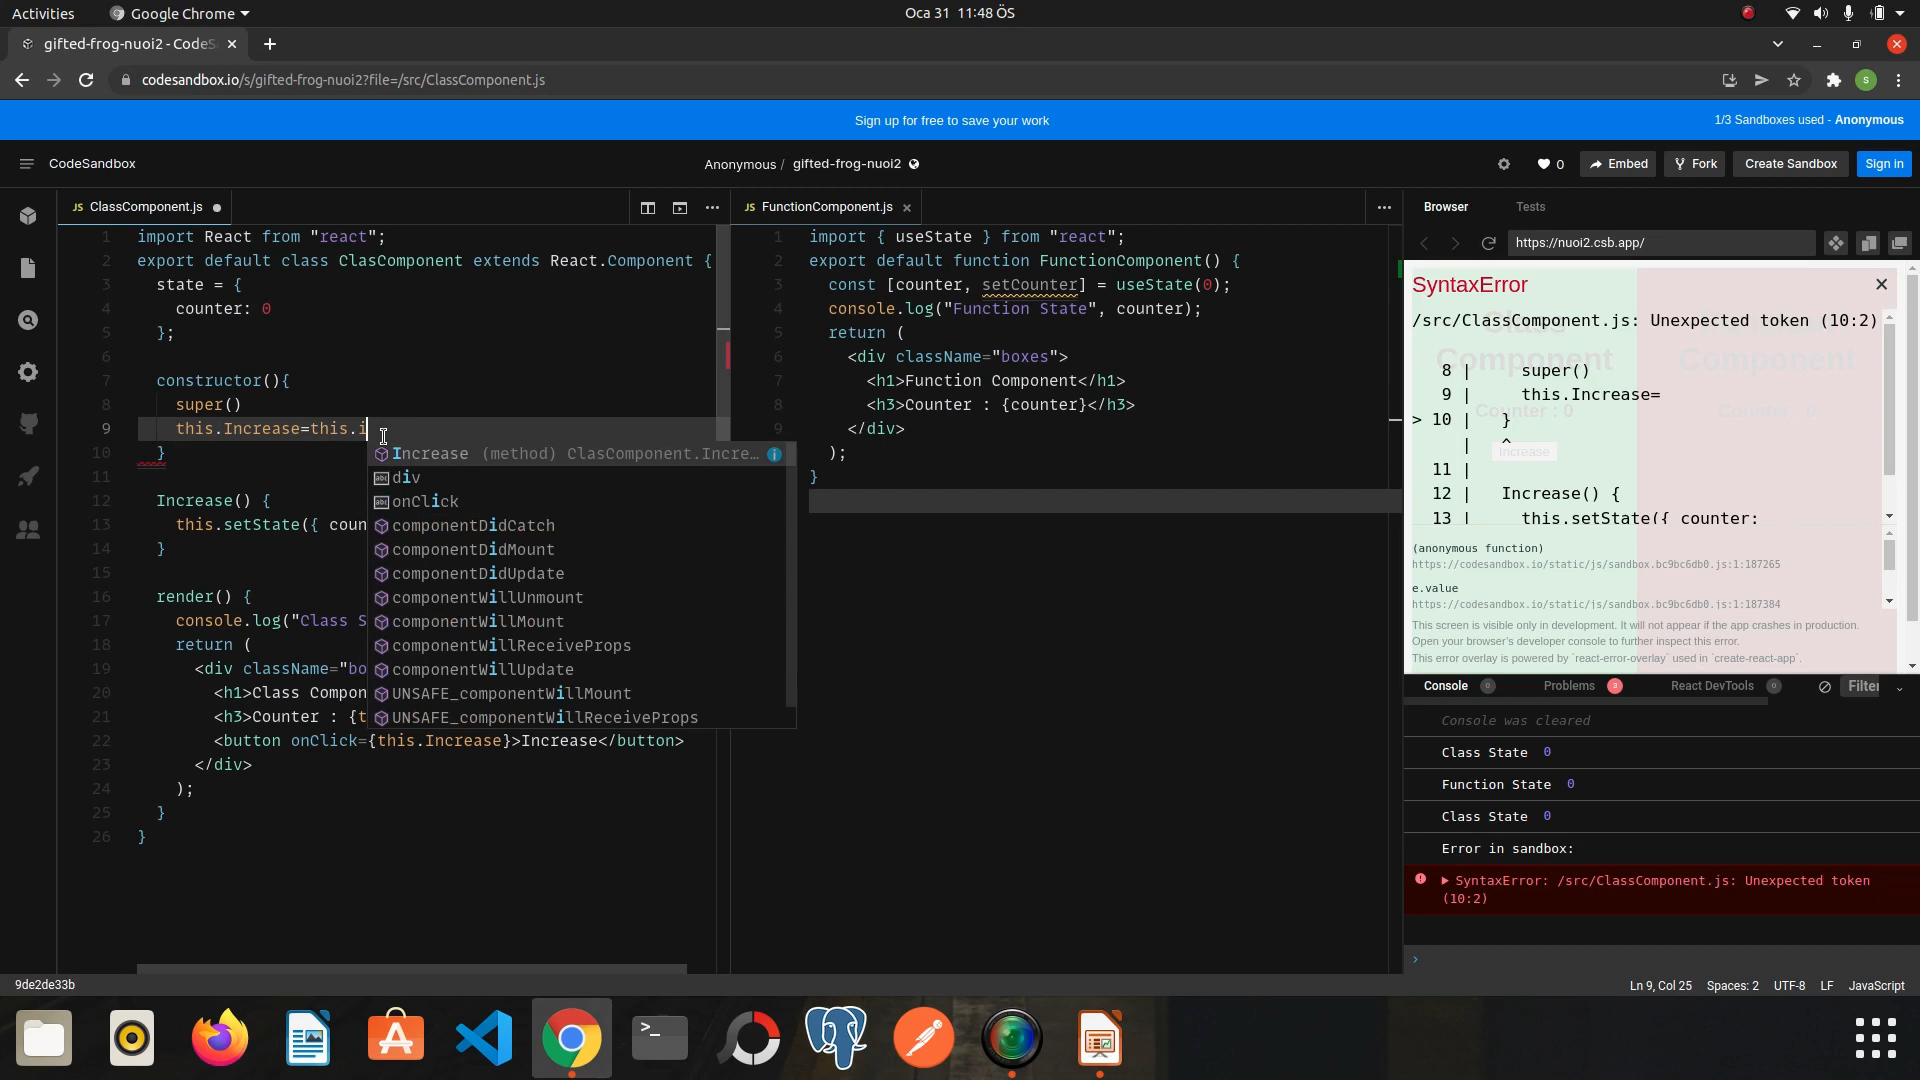 Activities
Google Chrome
Oca 31 11:48 ÖS
gifted-frog-nuoi2 - CodeS
codesandbox.io/s/gifted-frog-nuoi2?file=/src/ClassComponent.js
S
Sign up for free to save your work
1/3 Sandboxes used - Anonymous
CodeSandbox
Anonymous / gifted-frog-nuoi2
0
Embed
Fork
Create Sandbox
Sign in
JS ClassComponent.js
1 import React from "react";
2 export default class ClasComponent extends React.Component {
3 state = {
4 counter: 0
5 };
6
7 constructor(){
8 super()
9 this.Increase=this.i
10 }
11
12 Increase() {
13 this.setState({ coun
14 }
15
16 render() {
17 console.log("Class S
18 return (
19 <div className="bo
20 <h1>Class Compon
21 <h3>Counter : {t
22 <button onClick={this.Increase}>Increase</button>
23 </div>
24 );
25 }
26 }
Increase (method) ClasComponent.Incre...
abc div
abc onClick
componentDidCatch
componentDidMount
componentDidUpdate
componentWillUnmount
componentWillMount
componentWillReceiveProps
componentWillUpdate
UNSAFE_componentWillMount
UNSAFE_componentWillReceiveProps
JS FunctionComponent.js
1 import { useState } from "react";
2 export default function FunctionComponent() {
3 const [counter, setCounter] = useState(0);
4 console.log("Function State", counter);
5 return (
6 <div className="boxes">
7 <h1>Function Component</h1>
8 <h3>Counter : {counter}</h3>
9 </div>
10 );
11 }
Browser
Tests
https://nuoi2.csb.app/
SyntaxError
/src/ClassComponent.js: Unexpected token (10:2)
8 | super()
9 | this.Increase=
> 10 | }
| ^
11 |
12 | Increase() {
13 | this.setState({ counter:
Component
Component
Counter : 0
Counter : 0
Increase
(anonymous function)
https://codesandbox.io/static/js/sandbox.bc9bc6db0.js:1:187265
e.value
https://codesandbox.io/static/js/sandbox.bc9bc6db0.js:1:187384
This screen is visible only in development. It will not appear if the app crashes in production.
Open your browser's developer console to further inspect this error.
This error overlay is powered by `react-error-overlay` used in `create-react-app`.
Console 0
Problems 3
React DevTools 0
Filter
Console was cleared
Class State 0
Function State 0
Class State 0
Error in sandbox:
SyntaxError: /src/ClassComponent.js: Unexpected token
(10:2)
9de2de33b
Ln 9, Col 25
Spaces: 2
UTF-8
LF
JavaScript
>_